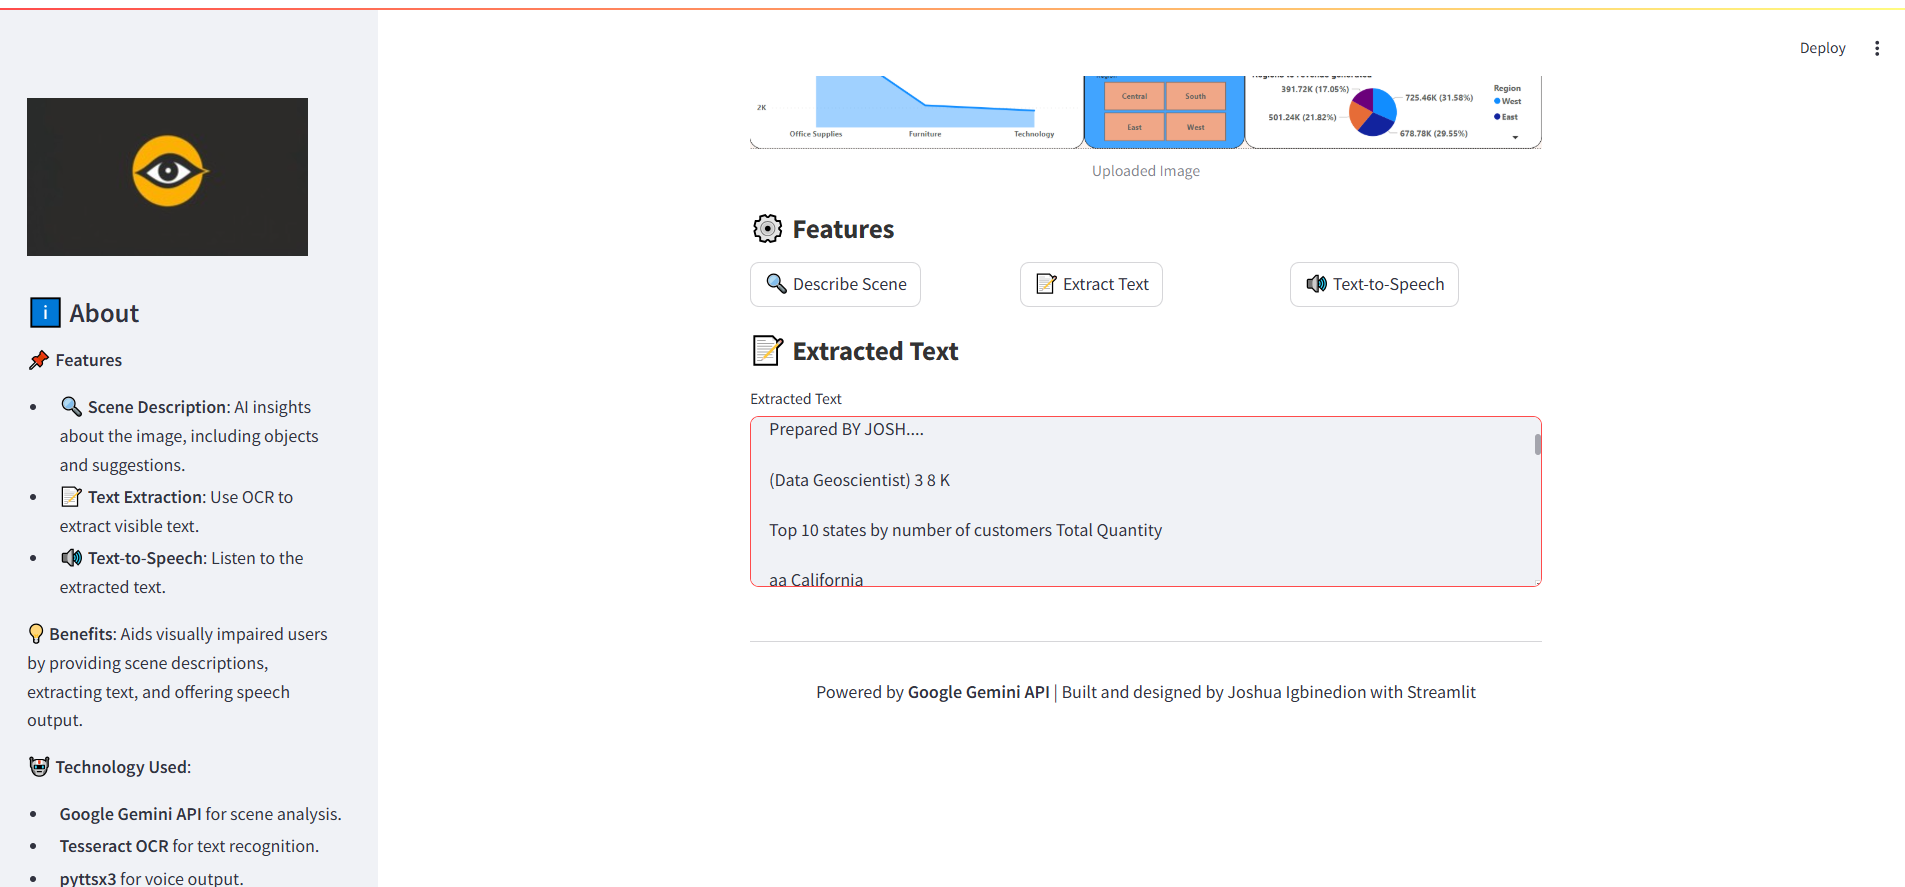 Deploy
About
Features
Scene Description: AI insights
about the image, including objects
and suggestions.
Text Extraction: Use OCR to
extract visible text.
Text-to-Speech: Listen to the
extracted text.
Benefits: Aids visually impaired users
by providing scene descriptions,
extracting text, and offering speech
output.
Technology Used:
Google Gemini API for scene analysis.
Tesseract OCR for text recognition.
pyttsx3 for voice output.
2K
Office Supplies Furniture Technology
Region
Central South
East West
Regions to revenue generated
391.72K (17.05%)
725.46K (31.58%)
501.24K (21.82%)
678.78K (29.55%)
Region
West
East
Uploaded Image
Features
Describe Scene Extract Text Text-to-Speech
Extracted Text
Extracted Text
Prepared BY JOSH....
(Data Geoscientist) 3 8 K
Top 10 states by number of customers Total Quantity
aa California
Powered by Google Gemini API | Built and designed by Joshua Igbinedion with Streamlit